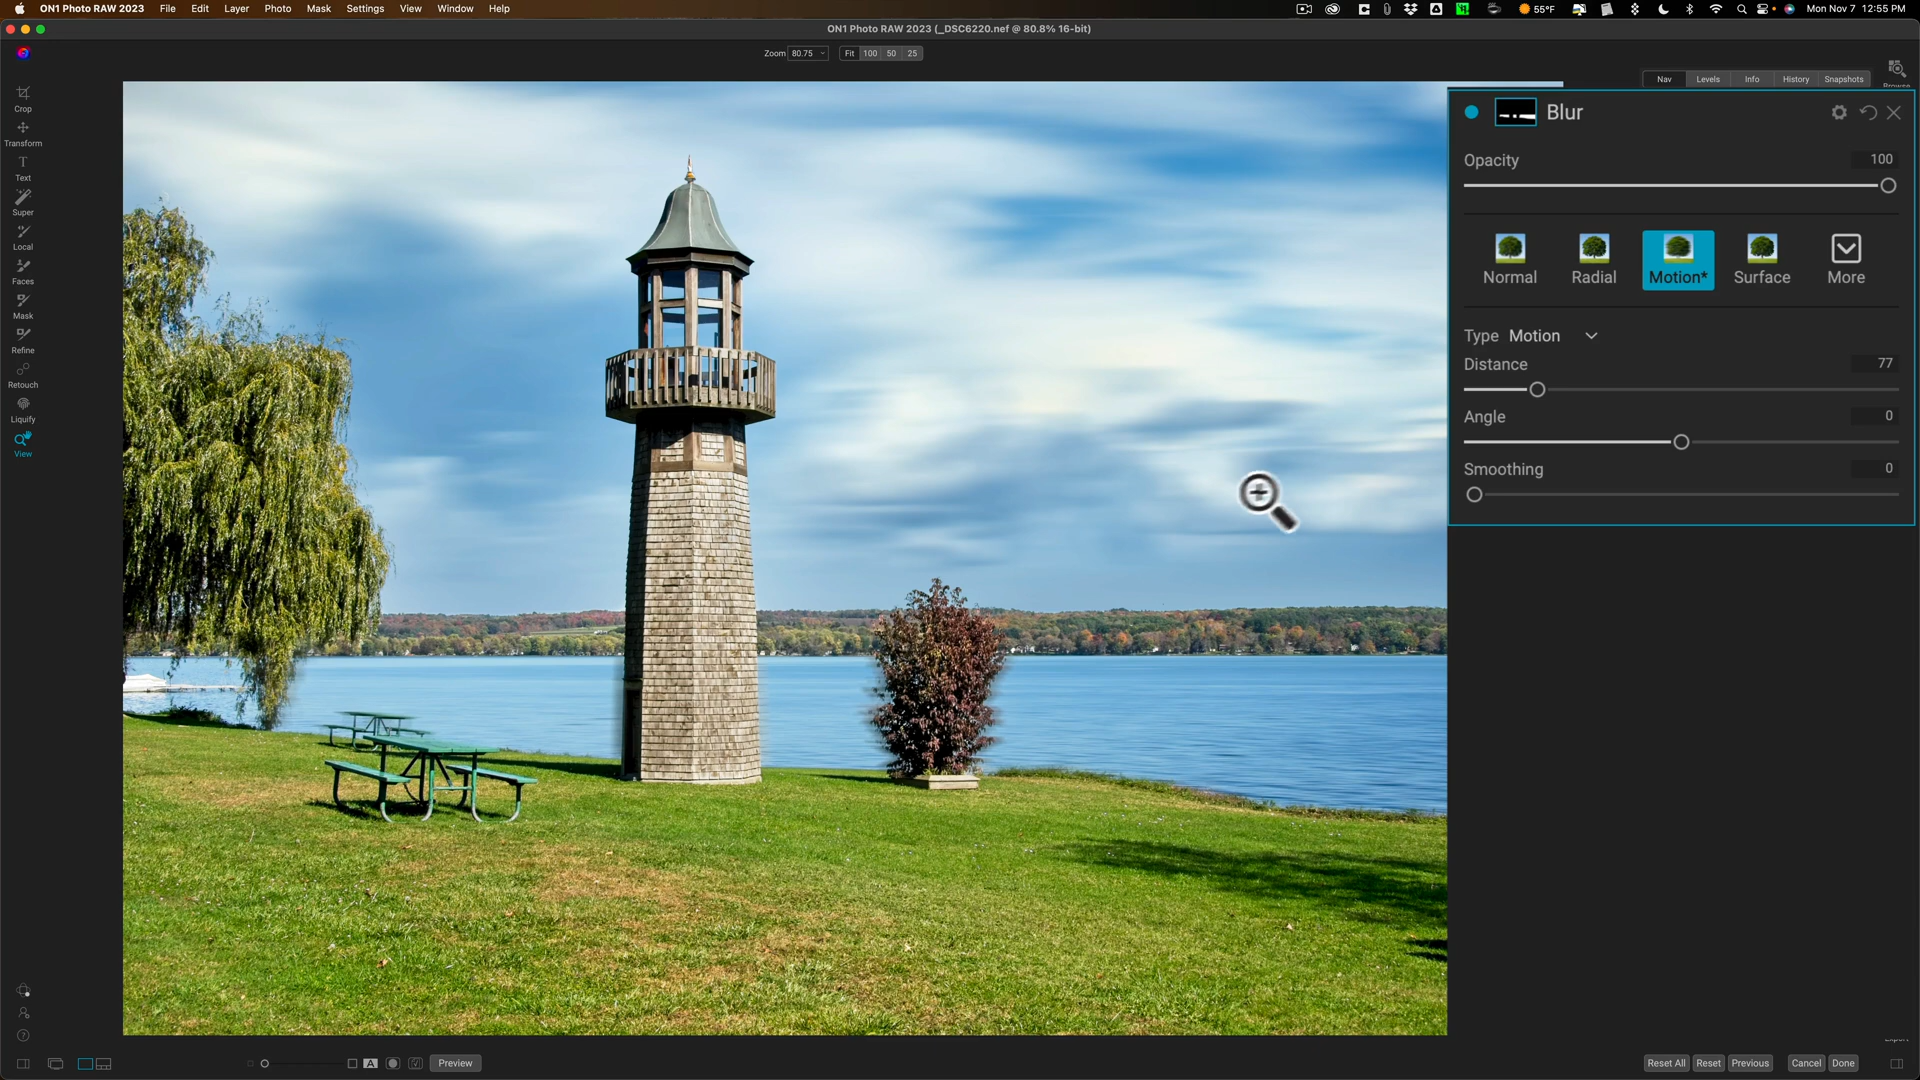 ON1 Photo RAW 2023 File Edit Layer Photo Mask Settings View Window Help 55°F Mon Nov 7 12:55 PM
ON1 Photo RAW 2023 (_DSC6220.nef @ 80.8% 16-bit)
Zoom 80.75 Fit 100 50 25
Nav Levels Info History Snapshots
Crop
Transform
Text
Super
Local
Faces
Mask
Refine
Retouch
Liquify
View
Blur
Opacity 100
Normal Radial Motion* Surface More
Type Motion
Distance 77
Angle 0
Smoothing 0
A Preview Reset All Reset Previous Cancel Done